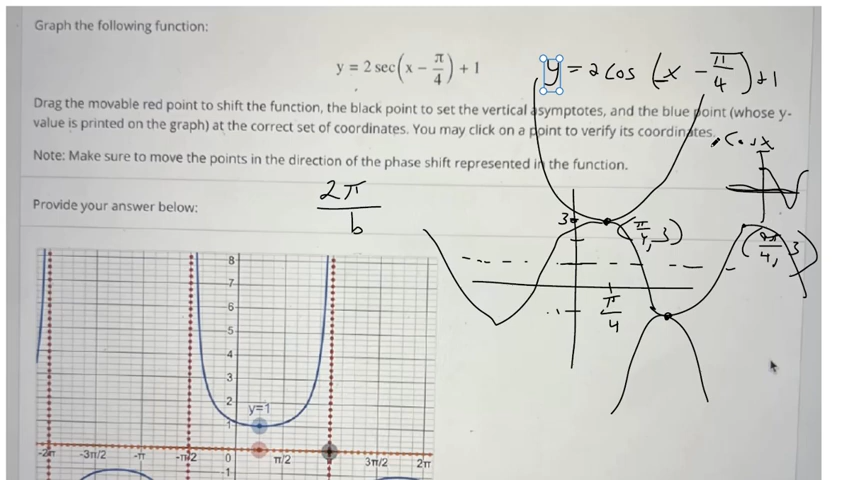 Graph the following function:
y = 2 sec(x − π/4) + 1
y = 2 cos (x − π/4) + 1
Drag the movable red point to shift the function, the black point to set the vertical asymptotes, and the blue point (whose y-
value is printed on the graph) at the correct set of coordinates. You may click on a point to verify its coordinates.
Cosx
Note: Make sure to move the points in the direction of the phase shift represented in the function.
2π/b
Provide your answer below:
3
(π/4, 3)
(9π/4, 3)
π/4
8
7
6
5
4
3
2
y=1
1
-2π -3π/2 -π -π/2 0 π/2 3π/2 2π
-1